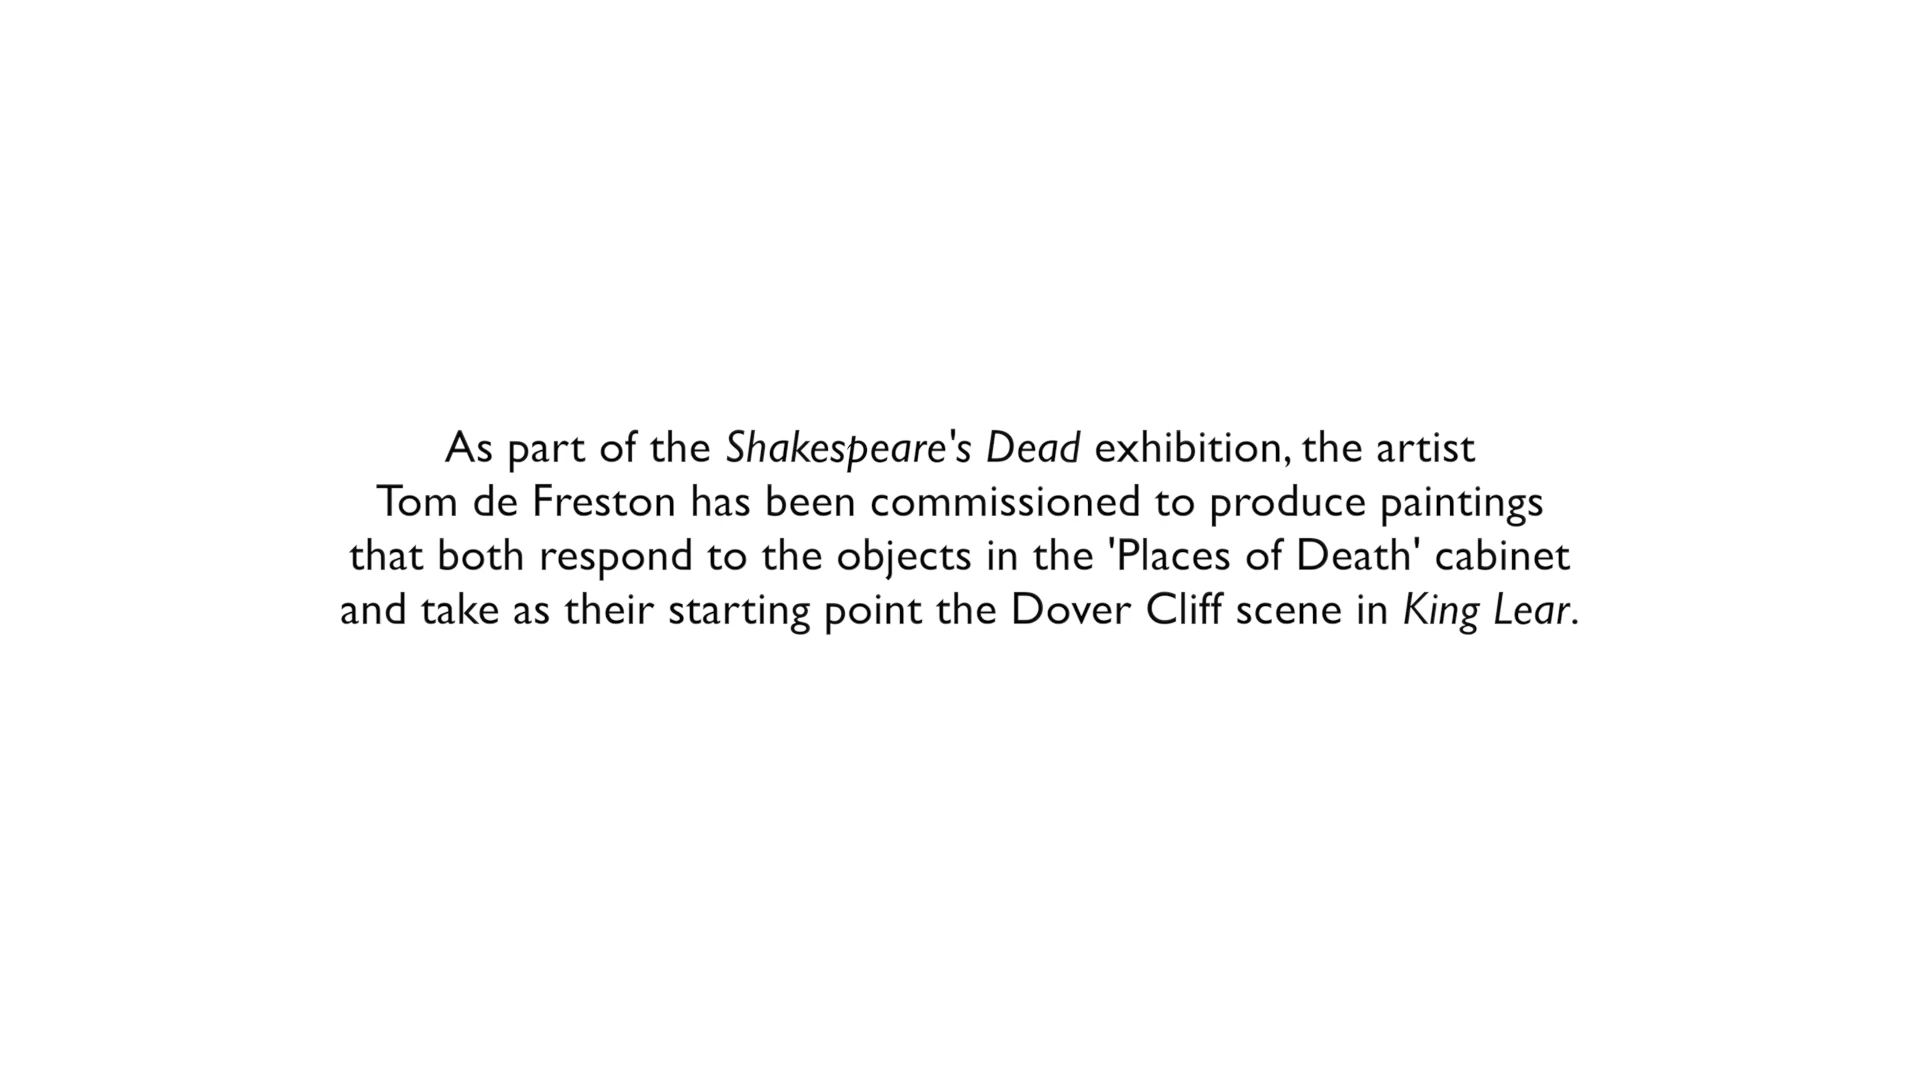 As part of the Shakespeare's Dead exhibition, the artist
Tom de Freston has been commissioned to produce paintings
that both respond to the objects in the 'Places of Death' cabinet
and take as their starting point the Dover Cliff scene in King Lear.